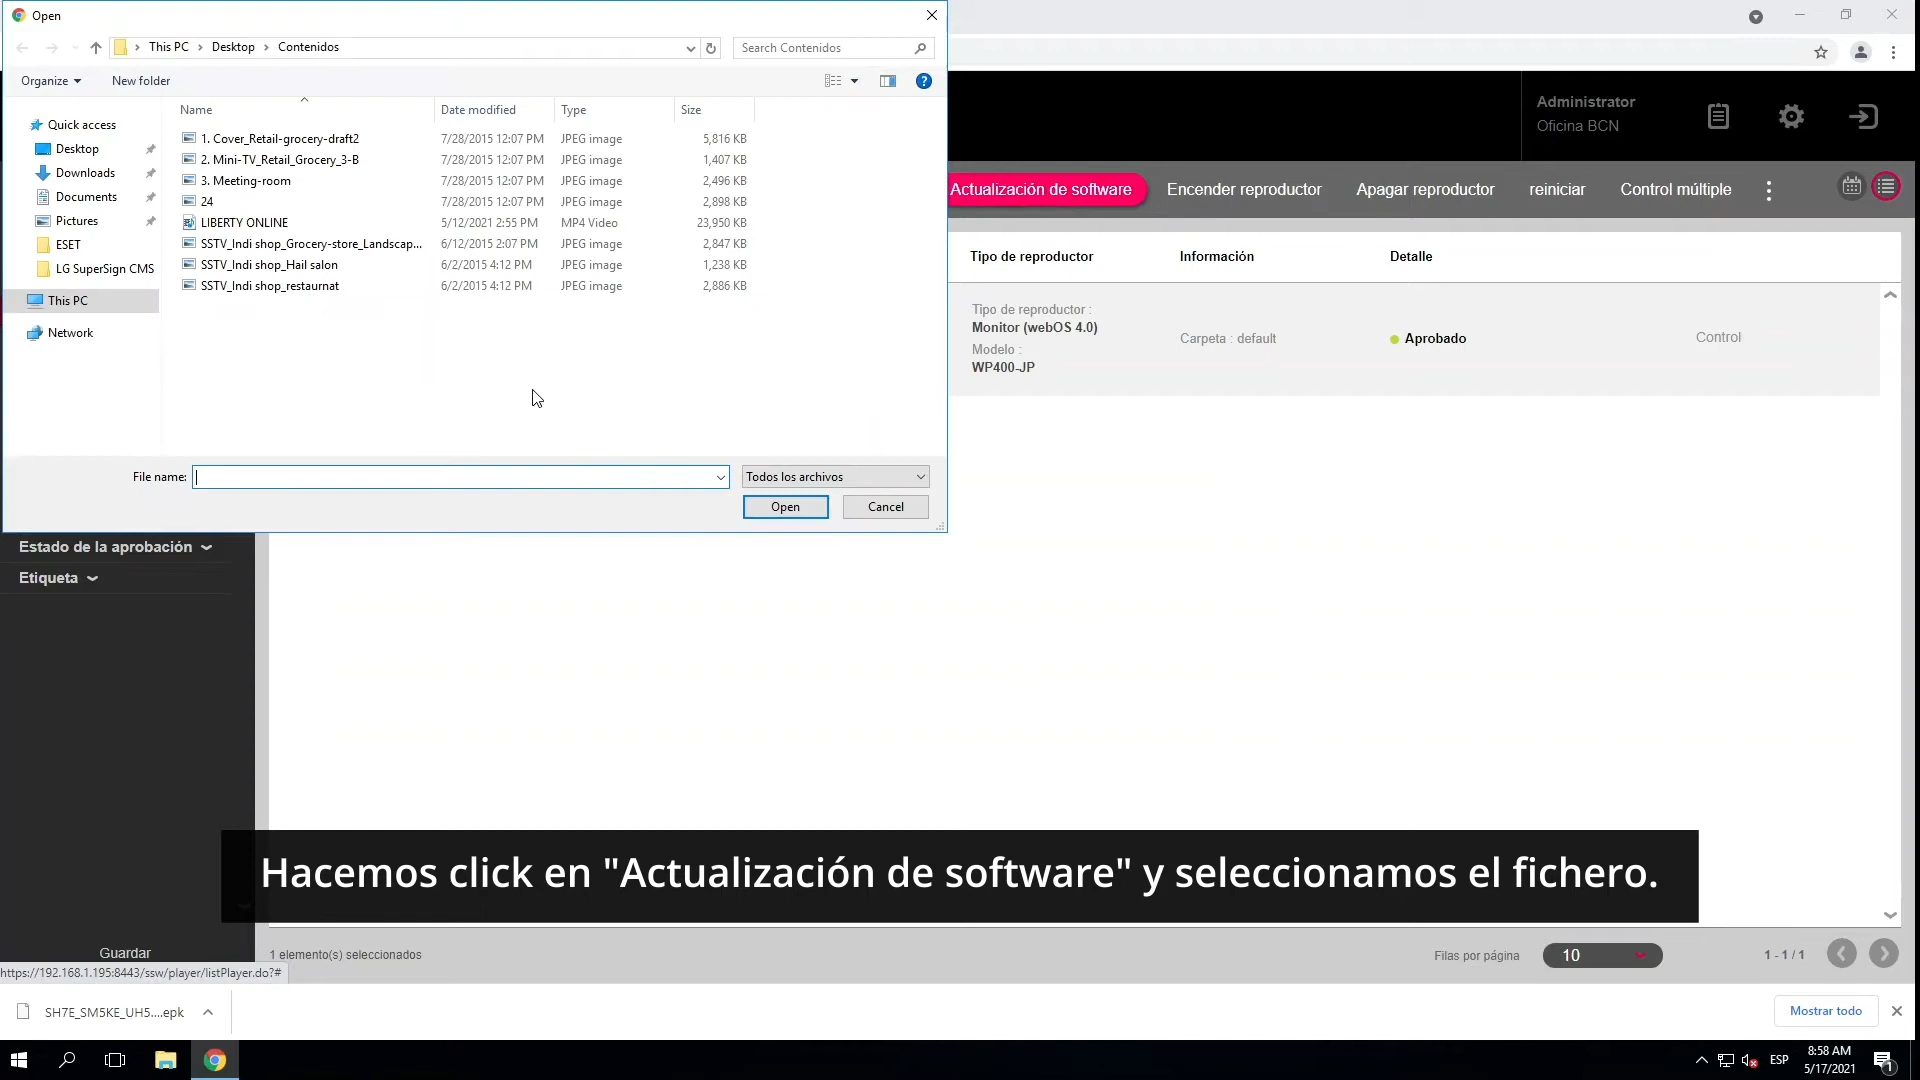 Open
This PC > Desktop > Contenidos
Search Contenidos
Organize
New folder
Name
Date modified
Type
Size
Quick access
Desktop
Downloads
Documents
Pictures
ESET
LG SuperSign CMS
This PC
Network
1. Cover_Retail-grocery-draft2 7/28/2015 12:07 PM JPEG image 5,816 KB
2. Mini-TV_Retail_Grocery_3-B 7/28/2015 12:07 PM JPEG image 1,407 KB
3. Meeting-room 7/28/2015 12:07 PM JPEG image 2,496 KB
24 7/28/2015 12:07 PM JPEG image 2,898 KB
LIBERTY ONLINE 5/12/2021 2:55 PM MP4 Video 23,950 KB
SSTV_Indi shop_Grocery-store_Landscap... 6/12/2015 2:07 PM JPEG image 2,847 KB
SSTV_Indi shop_Hail salon 6/2/2015 4:12 PM JPEG image 1,238 KB
SSTV_Indi shop_restaurnat 6/2/2015 4:12 PM JPEG image 2,886 KB
File name:
Todos los archivos
Open
Cancel
Administrator
Oficina BCN
Actualización de software
Encender reproductor
Apagar reproductor
reiniciar
Control múltiple
Tipo de reproductor
Información
Detalle
Tipo de reproductor :
Monitor (webOS 4.0)
Modelo :
WP400-JP
Carpeta : default
Aprobado
Control
Estado de la aprobación
Etiqueta
Hacemos click en "Actualización de software" y seleccionamos el fichero.
Guardar
1 elemento(s) seleccionados
Filas por página
10
1 - 1 / 1
https://192.168.1.195:8443/ssw/player/listPlayer.do?#
SH7E_SM5KE_UH5....epk
Mostrar todo
ESP
8:58 AM
5/17/2021
1